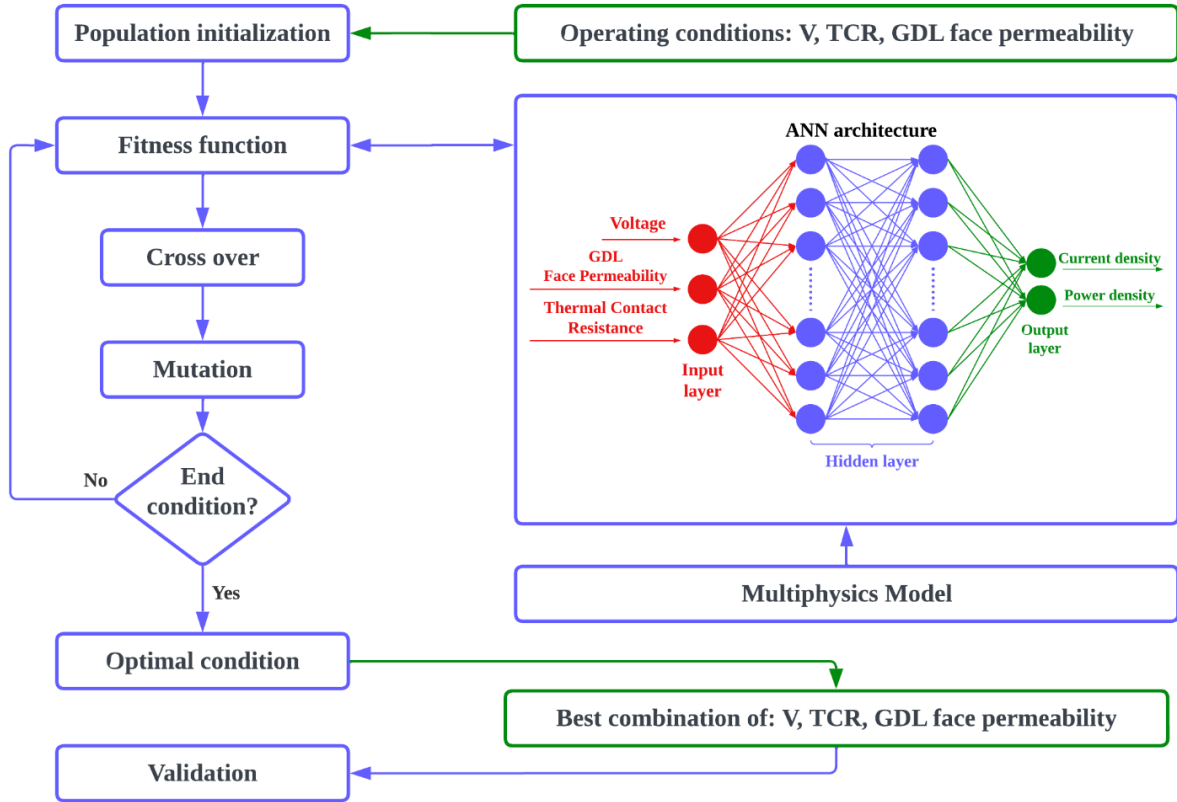 Population initialization
Operating conditions: V, TCR, GDL face permeability
Fitness function
Cross over
Mutation
End
condition?
No
Yes
Optimal condition
ANN architecture
Voltage
GDL
Face Permeability
Thermal Contact
Resistance
Input
layer
Hidden layer
Current density
Power density
Output
layer
Multiphysics Model
Best combination of: V, TCR, GDL face permeability
Validation